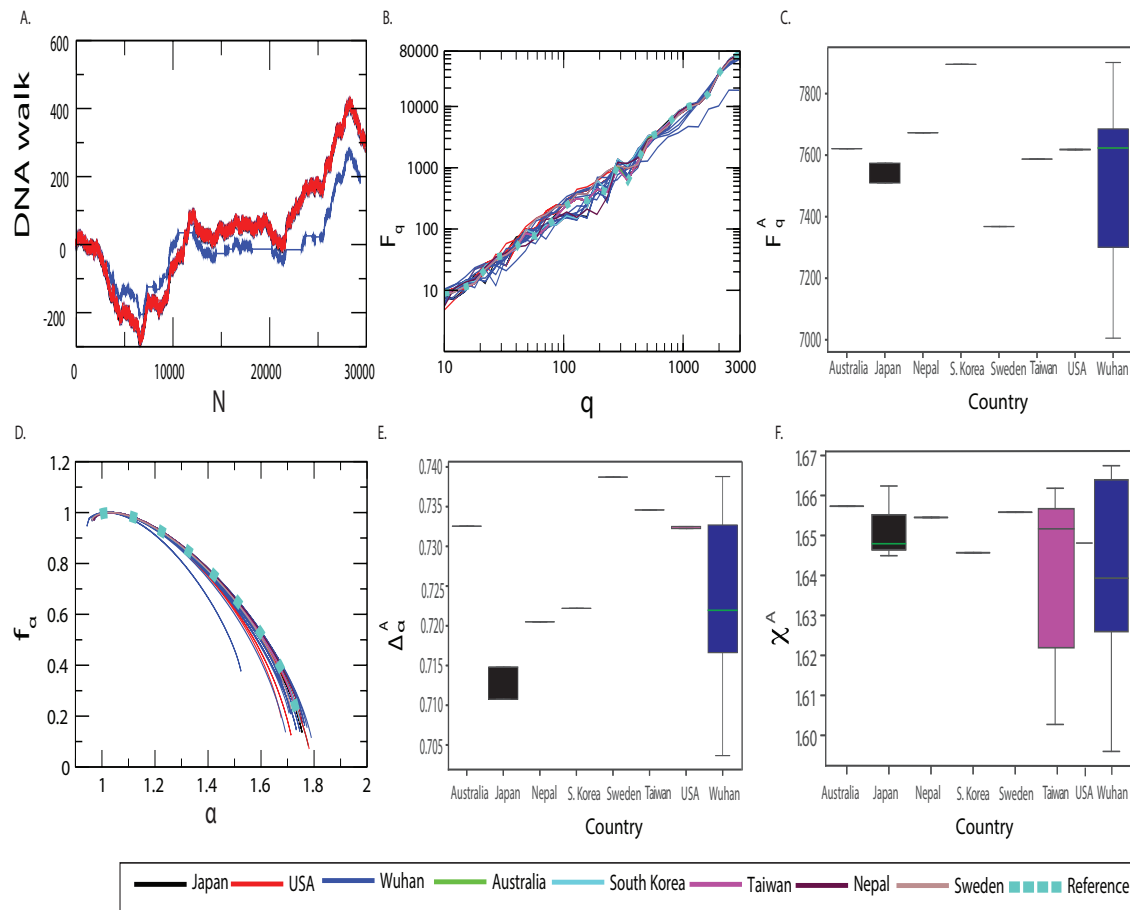 A.
DNA walk
600
400
200
100
0
-200
0 10000 20000 30000
N
B.
F q
80000
10000
1000
100
10
10 100 1000 3000
q
C.
F q A
7800
7600
7400
7200
7000
Australia Japan Nepal S. Korea Sweden Taiwan USA Wuhan
Country
D.
f α
1.2
1
0.8
0.6
0.4
0.2
0
1 1.2 1.4 1.6 1.8 2
α
E.
Δ α A
0.740
0.735
0.730
0.725
0.720
0.715
0.710
0.705
Australia Japan Nepal S. Korea Sweden Taiwan USA Wuhan
Country
F.
χ A
1.67
1.66
1.65
1.64
1.63
1.62
1.61
1.60
Australia Japan Nepal S. Korea Sweden Taiwan USA Wuhan
Country
Japan USA Wuhan Australia South Korea Taiwan Nepal Sweden Reference